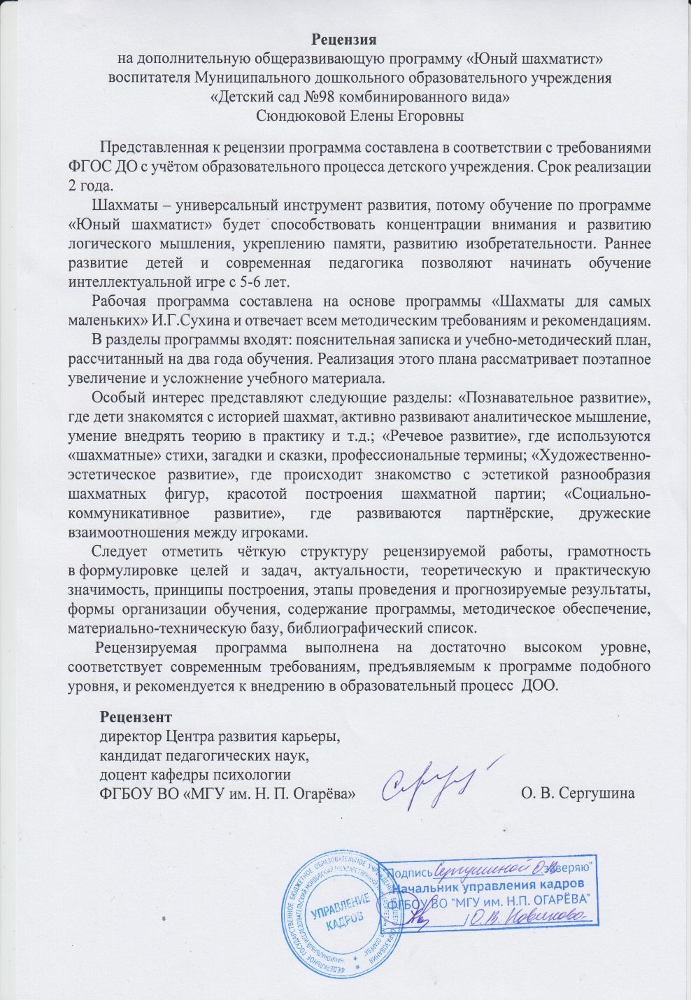 Рецензия
на дополнительную общеразвивающую программу «Юный шахматист»
воспитателя Муниципального дошкольного образовательного учреждения
«Детский сад №98 комбинированного вида»
Сюндюковой Елены Егоровны
Представленная к рецензии программа составлена в соответствии с требованиями
ФГОС ДО с учётом образовательного процесса детского учреждения. Срок реализации
2 года.
Шахматы – универсальный инструмент развития, потому обучение по программе
«Юный шахматист» будет способствовать концентрации внимания и развитию
логического мышления, укреплению памяти, развитию изобретательности. Раннее
развитие детей и современная педагогика позволяют начинать обучение
интеллектуальной игре с 5-6 лет.
Рабочая программа составлена на основе программы «Шахматы для самых
маленьких» И.Г.Сухина и отвечает всем методическим требованиям и рекомендациям.
В разделы программы входят: пояснительная записка и учебно-методический план,
рассчитанный на два года обучения. Реализация этого плана рассматривает поэтапное
увеличение и усложнение учебного материала.
Особый интерес представляют следующие разделы: «Познавательное развитие»,
где дети знакомятся с историей шахмат, активно развивают аналитическое мышление,
умение внедрять теорию в практику и т.д.; «Речевое развитие», где используются
«шахматные» стихи, загадки и сказки, профессиональные термины; «Художественно-
эстетическое развитие», где происходит знакомство с эстетикой разнообразия
шахматных фигур, красотой построения шахматной партии; «Социально-
коммуникативное развитие», где развиваются партнёрские, дружеские
взаимоотношения между игроками.
Следует отметить чёткую структуру рецензируемой работы, грамотность
в формулировке целей и задач, актуальности, теоретическую и практическую
значимость, принципы построения, этапы проведения и прогнозируемые результаты,
формы организации обучения, содержание программы, методическое обеспечение,
материально-техническую базу, библиографический список.
Рецензируемая программа выполнена на достаточно высоком уровне,
соответствует современным требованиям, предъявляемым к программе подобного
уровня, и рекомендуется к внедрению в образовательный процесс ДОО.
Рецензент
директор Центра развития карьеры,
кандидат педагогических наук,
доцент кафедры психологии
ФГБОУ ВО «МГУ им. Н. П. Огарёва» О. В. Сергушина
УПРАВЛЕНИЕ
КАДРОВ
"Подпись Сергушиной О.В. заверяю"
Начальник управления кадров
ФГБОУ ВО "МГУ им. Н.П. ОГАРЁВА"